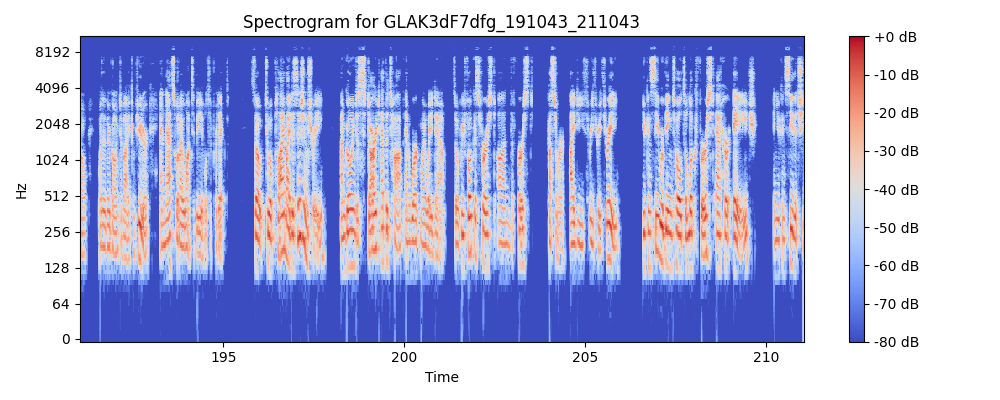 Spectrogram for GLAK3dF7dfg_191043_211043
8192
4096
2048
1024
512
256
128
64
0
Hz
195
200
205
210
Time
+0 dB
-10 dB
-20 dB
-30 dB
-40 dB
-50 dB
-60 dB
-70 dB
-80 dB